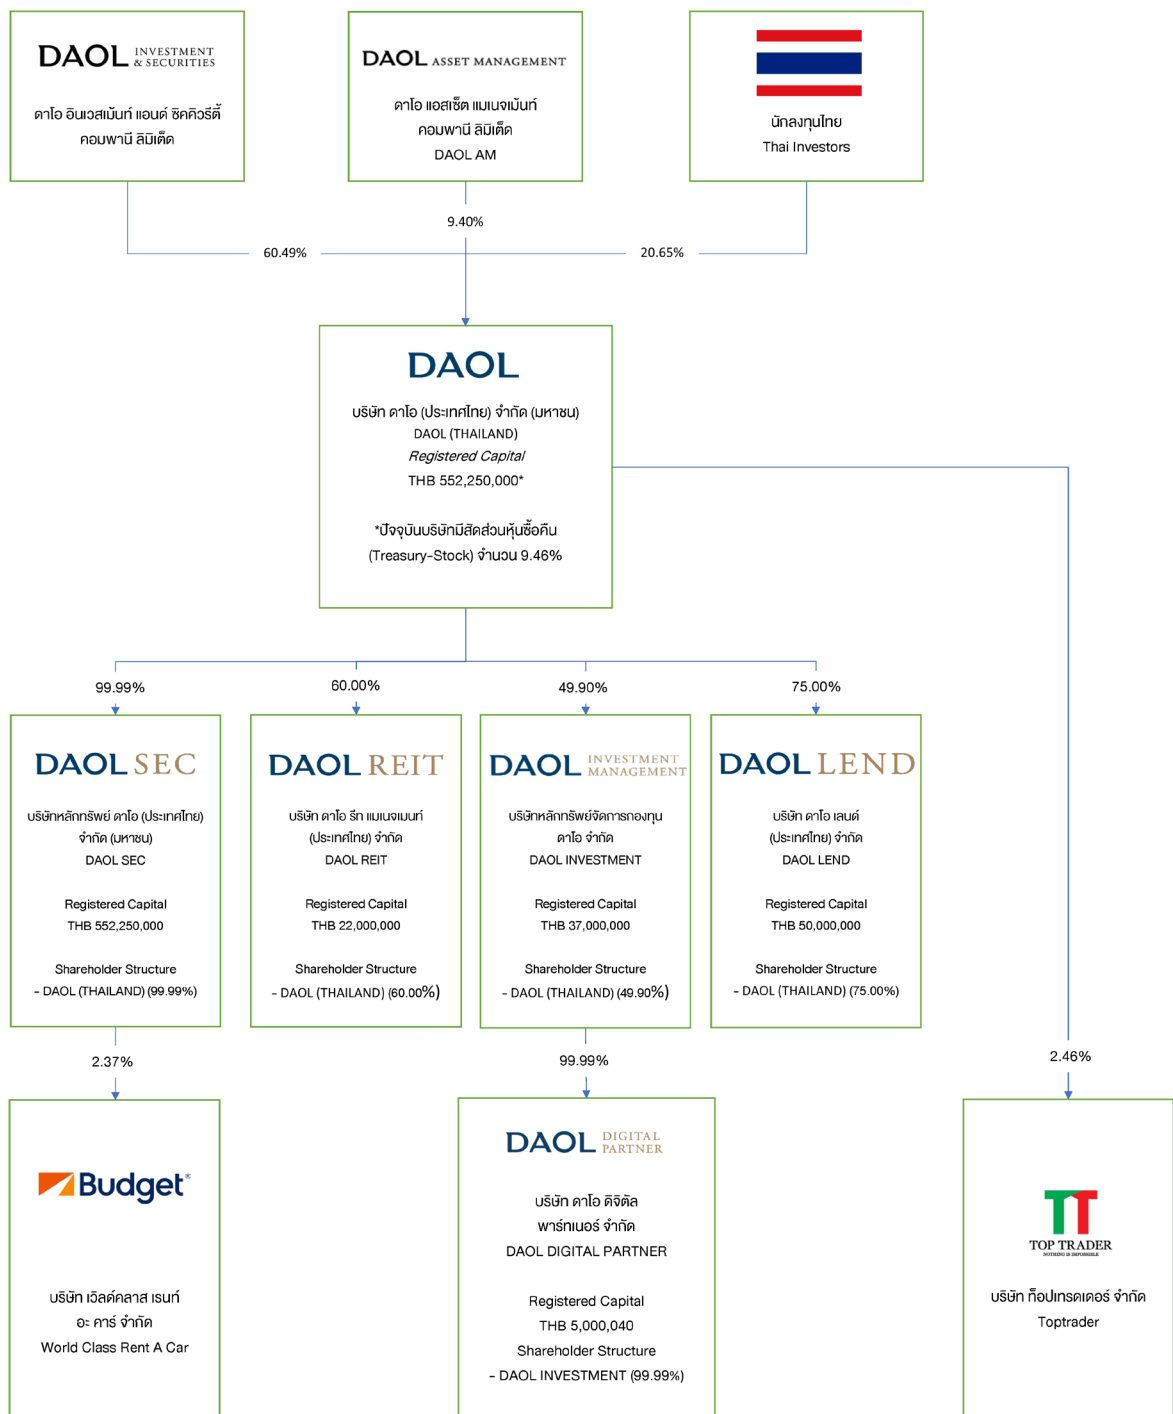 DAOL INVESTMENT & SECURITIES
ดาโอ อินเวสเม้นท์ แอนด์ ซิคคิวรีตี้
คอมพานี ลิมิเต็ด
DAOL ASSET MANAGEMENT
ดาโอ แอสเซ็ต แมเนจเม้นท์
คอมพานี ลิมิเต็ด
DAOL AM
นักลงทุนไทย
Thai Investors
9.40%
60.49%
20.65%
DAOL
บริษัท ดาโอ (ประเทศไทย) จำกัด (มหาชน)
DAOL (THAILAND)
Registered Capital
THB 552,250,000*
*ปัจจุบันบริษัทมีสัดส่วนหุ้นซื้อคืน
(Treasury-Stock) จำนวน 9.46%
99.99%
60.00%
49.90%
75.00%
DAOL SEC
บริษัทหลักทรัพย์ ดาโอ (ประเทศไทย)
จำกัด (มหาชน)
DAOL SEC
Registered Capital
THB 552,250,000
Shareholder Structure
- DAOL (THAILAND) (99.99%)
DAOL REIT
บริษัท ดาโอ รีท แมเนจเมนท์
(ประเทศไทย) จำกัด
DAOL REIT
Registered Capital
THB 22,000,000
Shareholder Structure
- DAOL (THAILAND) (60.00%)
DAOL INVESTMENT MANAGEMENT
บริษัทหลักทรัพย์จัดการกองทุน
ดาโอ จำกัด
DAOL INVESTMENT
Registered Capital
THB 37,000,000
Shareholder Structure
- DAOL (THAILAND) (49.90%)
DAOL LEND
บริษัท ดาโอ เลนด์
(ประเทศไทย) จำกัด
DAOL LEND
Registered Capital
THB 50,000,000
Shareholder Structure
- DAOL (THAILAND) (75.00%)
2.37%
99.99%
2.46%
Budget®
บริษัท เวิลด์คลาส เรนท์
อะ คาร์ จำกัด
World Class Rent A Car
DAOL DIGITAL PARTNER
บริษัท ดาโอ ดิจิตัล
พาร์ทเนอร์ จำกัด
DAOL DIGITAL PARTNER
Registered Capital
THB 5,000,040
Shareholder Structure
- DAOL INVESTMENT (99.99%)
TT
TOP TRADER
NOTHING IS IMPOSSIBLE
บริษัท ท็อปเทรดเดอร์ จำกัด
Toptrader